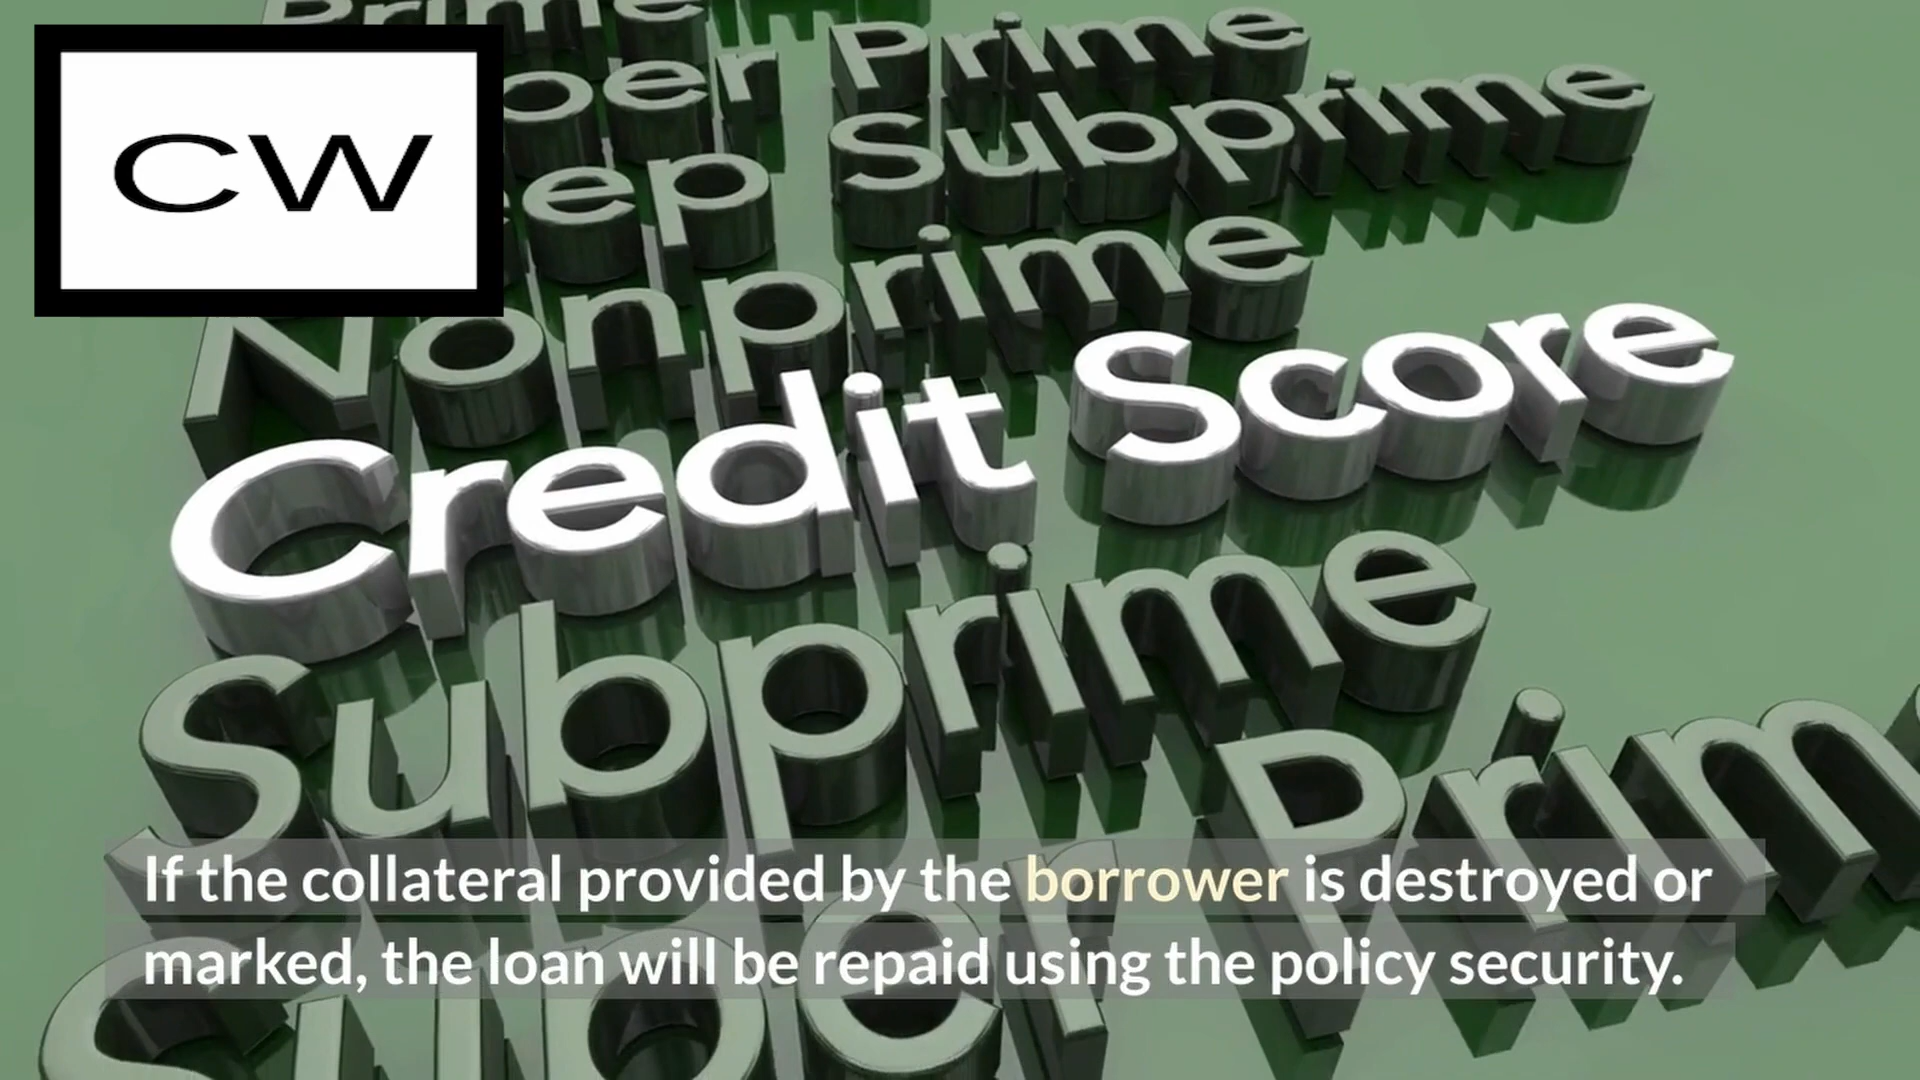 Prime
CW
Prime
Subprime
Nonprime
Credit Score
Subprime
Super
If the collateral provided by the borrower is destroyed or
marked, the loan will be repaid using the policy security.